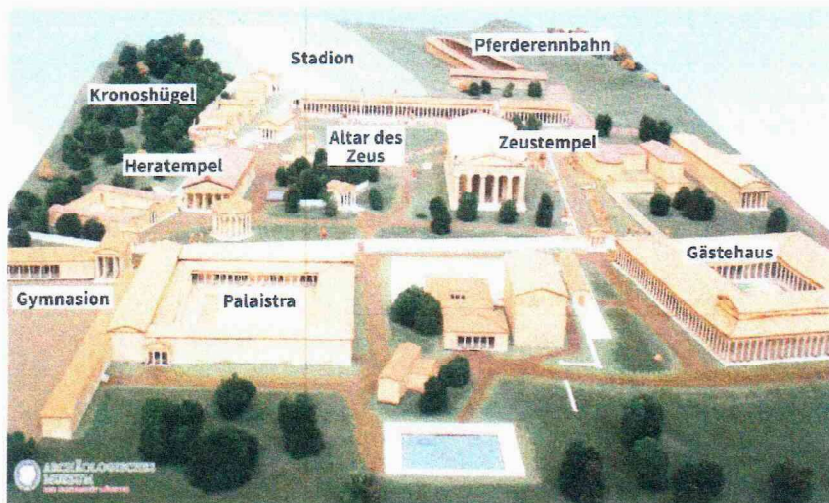 Pferderennbahn
Stadion
Kronoshügel
Altar des
Zeus
Zeustempel
Heratempel
Gästehaus
Gymnasion
Palaistra
ARCHÄOLOGISCHES
MUSEUM